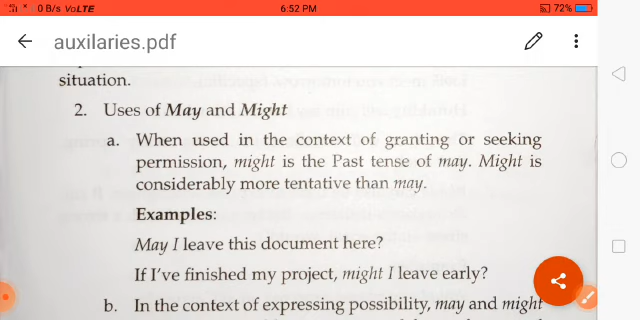 0 B/s VoLTE 6:52 PM 72%
auxilaries.pdf
situation.
2. Uses of May and Might
a. When used in the context of granting or seeking
permission, might is the Past tense of may. Might is
considerably more tentative than may.
Examples:
May I leave this document here?
If I've finished my project, might I leave early?
b. In the context of expressing possibility, may and might